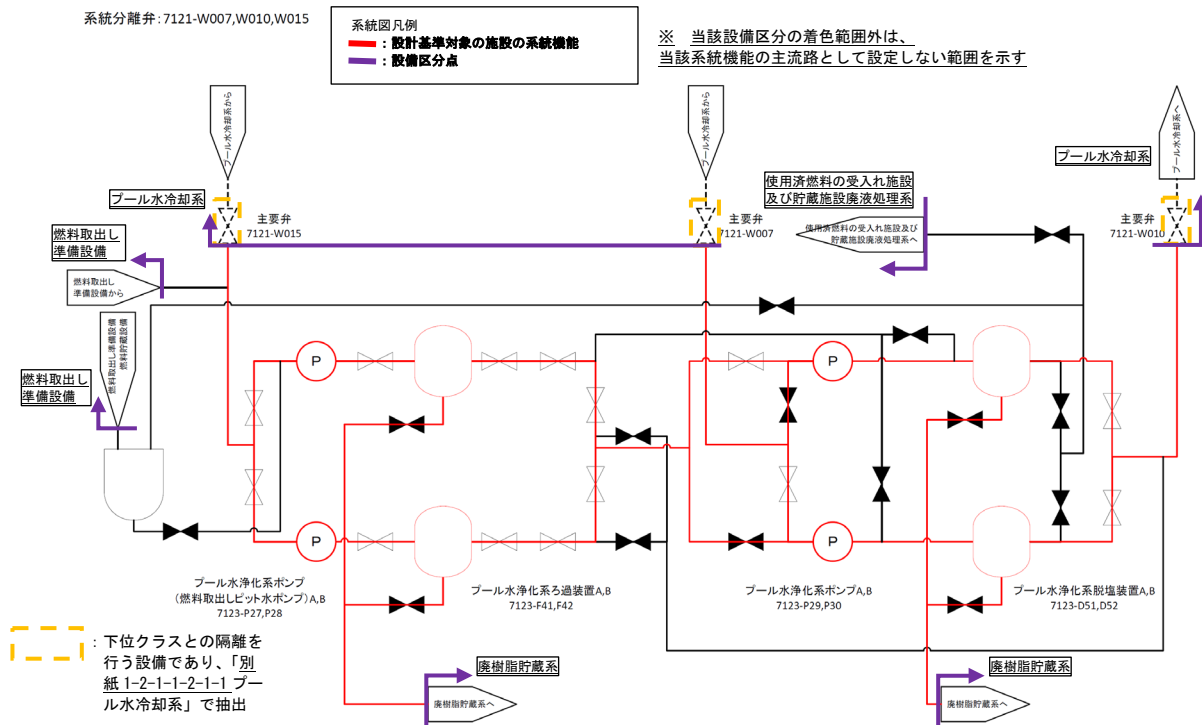 系統分離弁：7121-W007,W010,W015
系統図凡例
：設計基準対象の施設の系統機能
：設備区分点
※　当該設備区分の着色範囲外は、
当該系統機能の主流路として設定しない範囲を示す
プール水冷却系から
プール水冷却系から
プール水冷却系へ
プール水冷却系
主要弁
7121-W015
主要弁
7121-W007
使用済燃料の受入れ施設
及び貯蔵施設廃液処理系
使用済燃料の受入れ施設及び
貯蔵施設廃液処理系へ
プール水冷却系
主要弁
7121-W010
燃料取出し
準備設備
燃料取出し
準備設備から
燃料取出し準備設備
燃料貯蔵設備
燃料取出し
準備設備
P
P
P
P
プール水浄化系ポンプ
（燃料取出しピット水ポンプ）A,B
7123-P27,P28
プール水浄化系ろ過装置A,B
7123-F41,F42
プール水浄化系ポンプA,B
7123-P29,P30
プール水浄化系脱塩装置A,B
7123-D51,D52
：下位クラスとの隔離を
行う設備であり、「別
紙 1-2-1-1-2-1-1 プー
ル水冷却系」で抽出
廃樹脂貯蔵系
廃樹脂貯蔵系へ
廃樹脂貯蔵系
廃樹脂貯蔵系へ